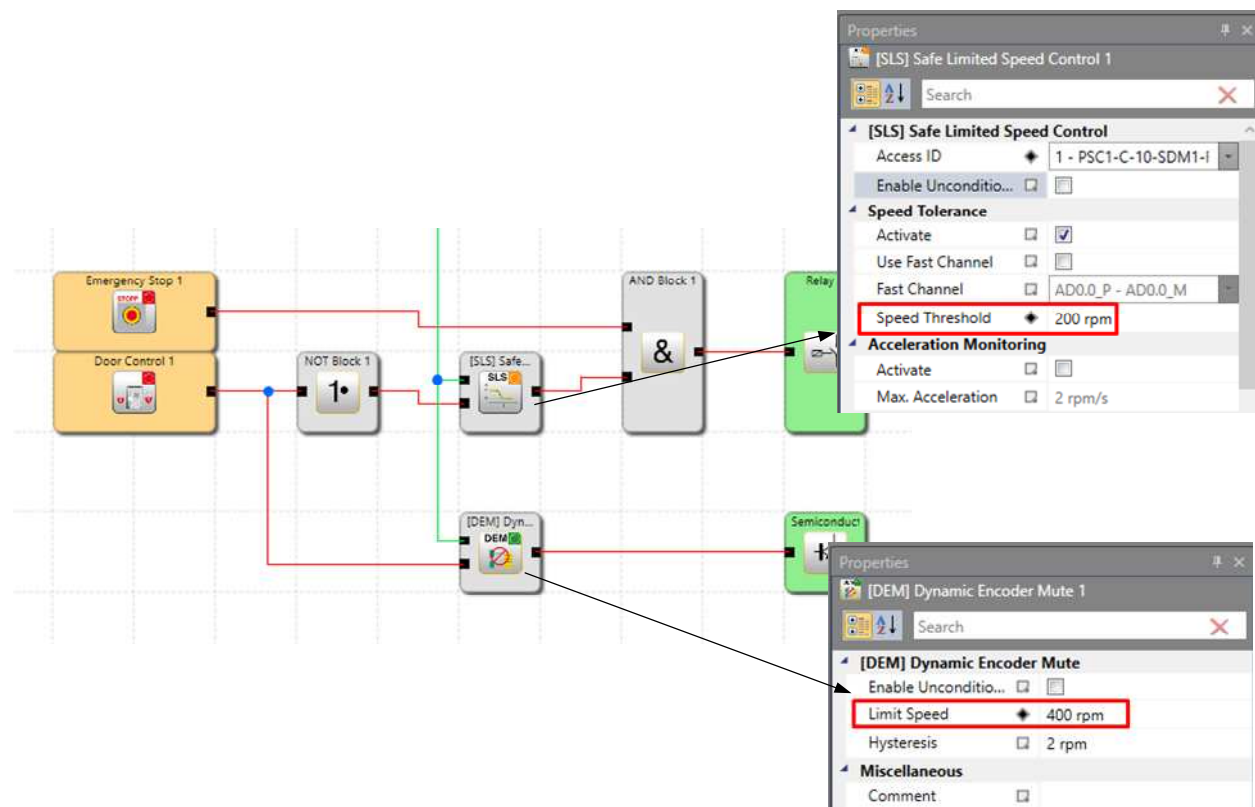 Properties
[SLS] Safe Limited Speed Control 1
Search
[SLS] Safe Limited Speed Control
Access ID 1 - PSC1-C-10-SDM1-
Enable Unconditio...
Speed Tolerance
Activate
Use Fast Channel
Fast Channel AD0.0_P - AD0.0_M
Speed Threshold 200 rpm
Acceleration Monitoring
Activate
Max. Acceleration 2 rpm/s
Emergency Stop 1
STOPP
AND Block 1
Relay
&
Door Control 1
NOT Block 1
1
[SLS] Safe...
SLS
[DEM] Dyn...
DEM
Semiconduct
Properties
[DEM] Dynamic Encoder Mute 1
Search
[DEM] Dynamic Encoder Mute
Enable Unconditio...
Limit Speed 400 rpm
Hysteresis 2 rpm
Miscellaneous
Comment